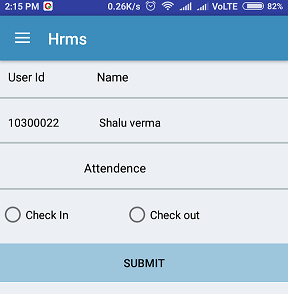 2:15 PM 0.26K/s VoLTE 82%
Hrms
User Id Name
10300022 Shalu verma
Attendence
Check In Check out
SUBMIT